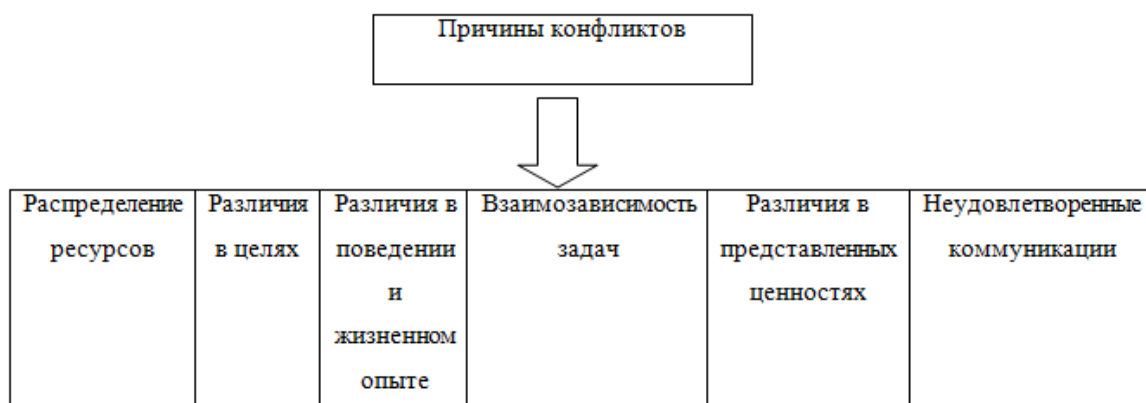 Причины конфликтов
Распределение
ресурсов
Различия
в целях
Различия в
поведении
и
жизненном
опыте
Взаимозависимость
задач
Различия в
представленных
ценностях
Неудовлетворенные
коммуникации